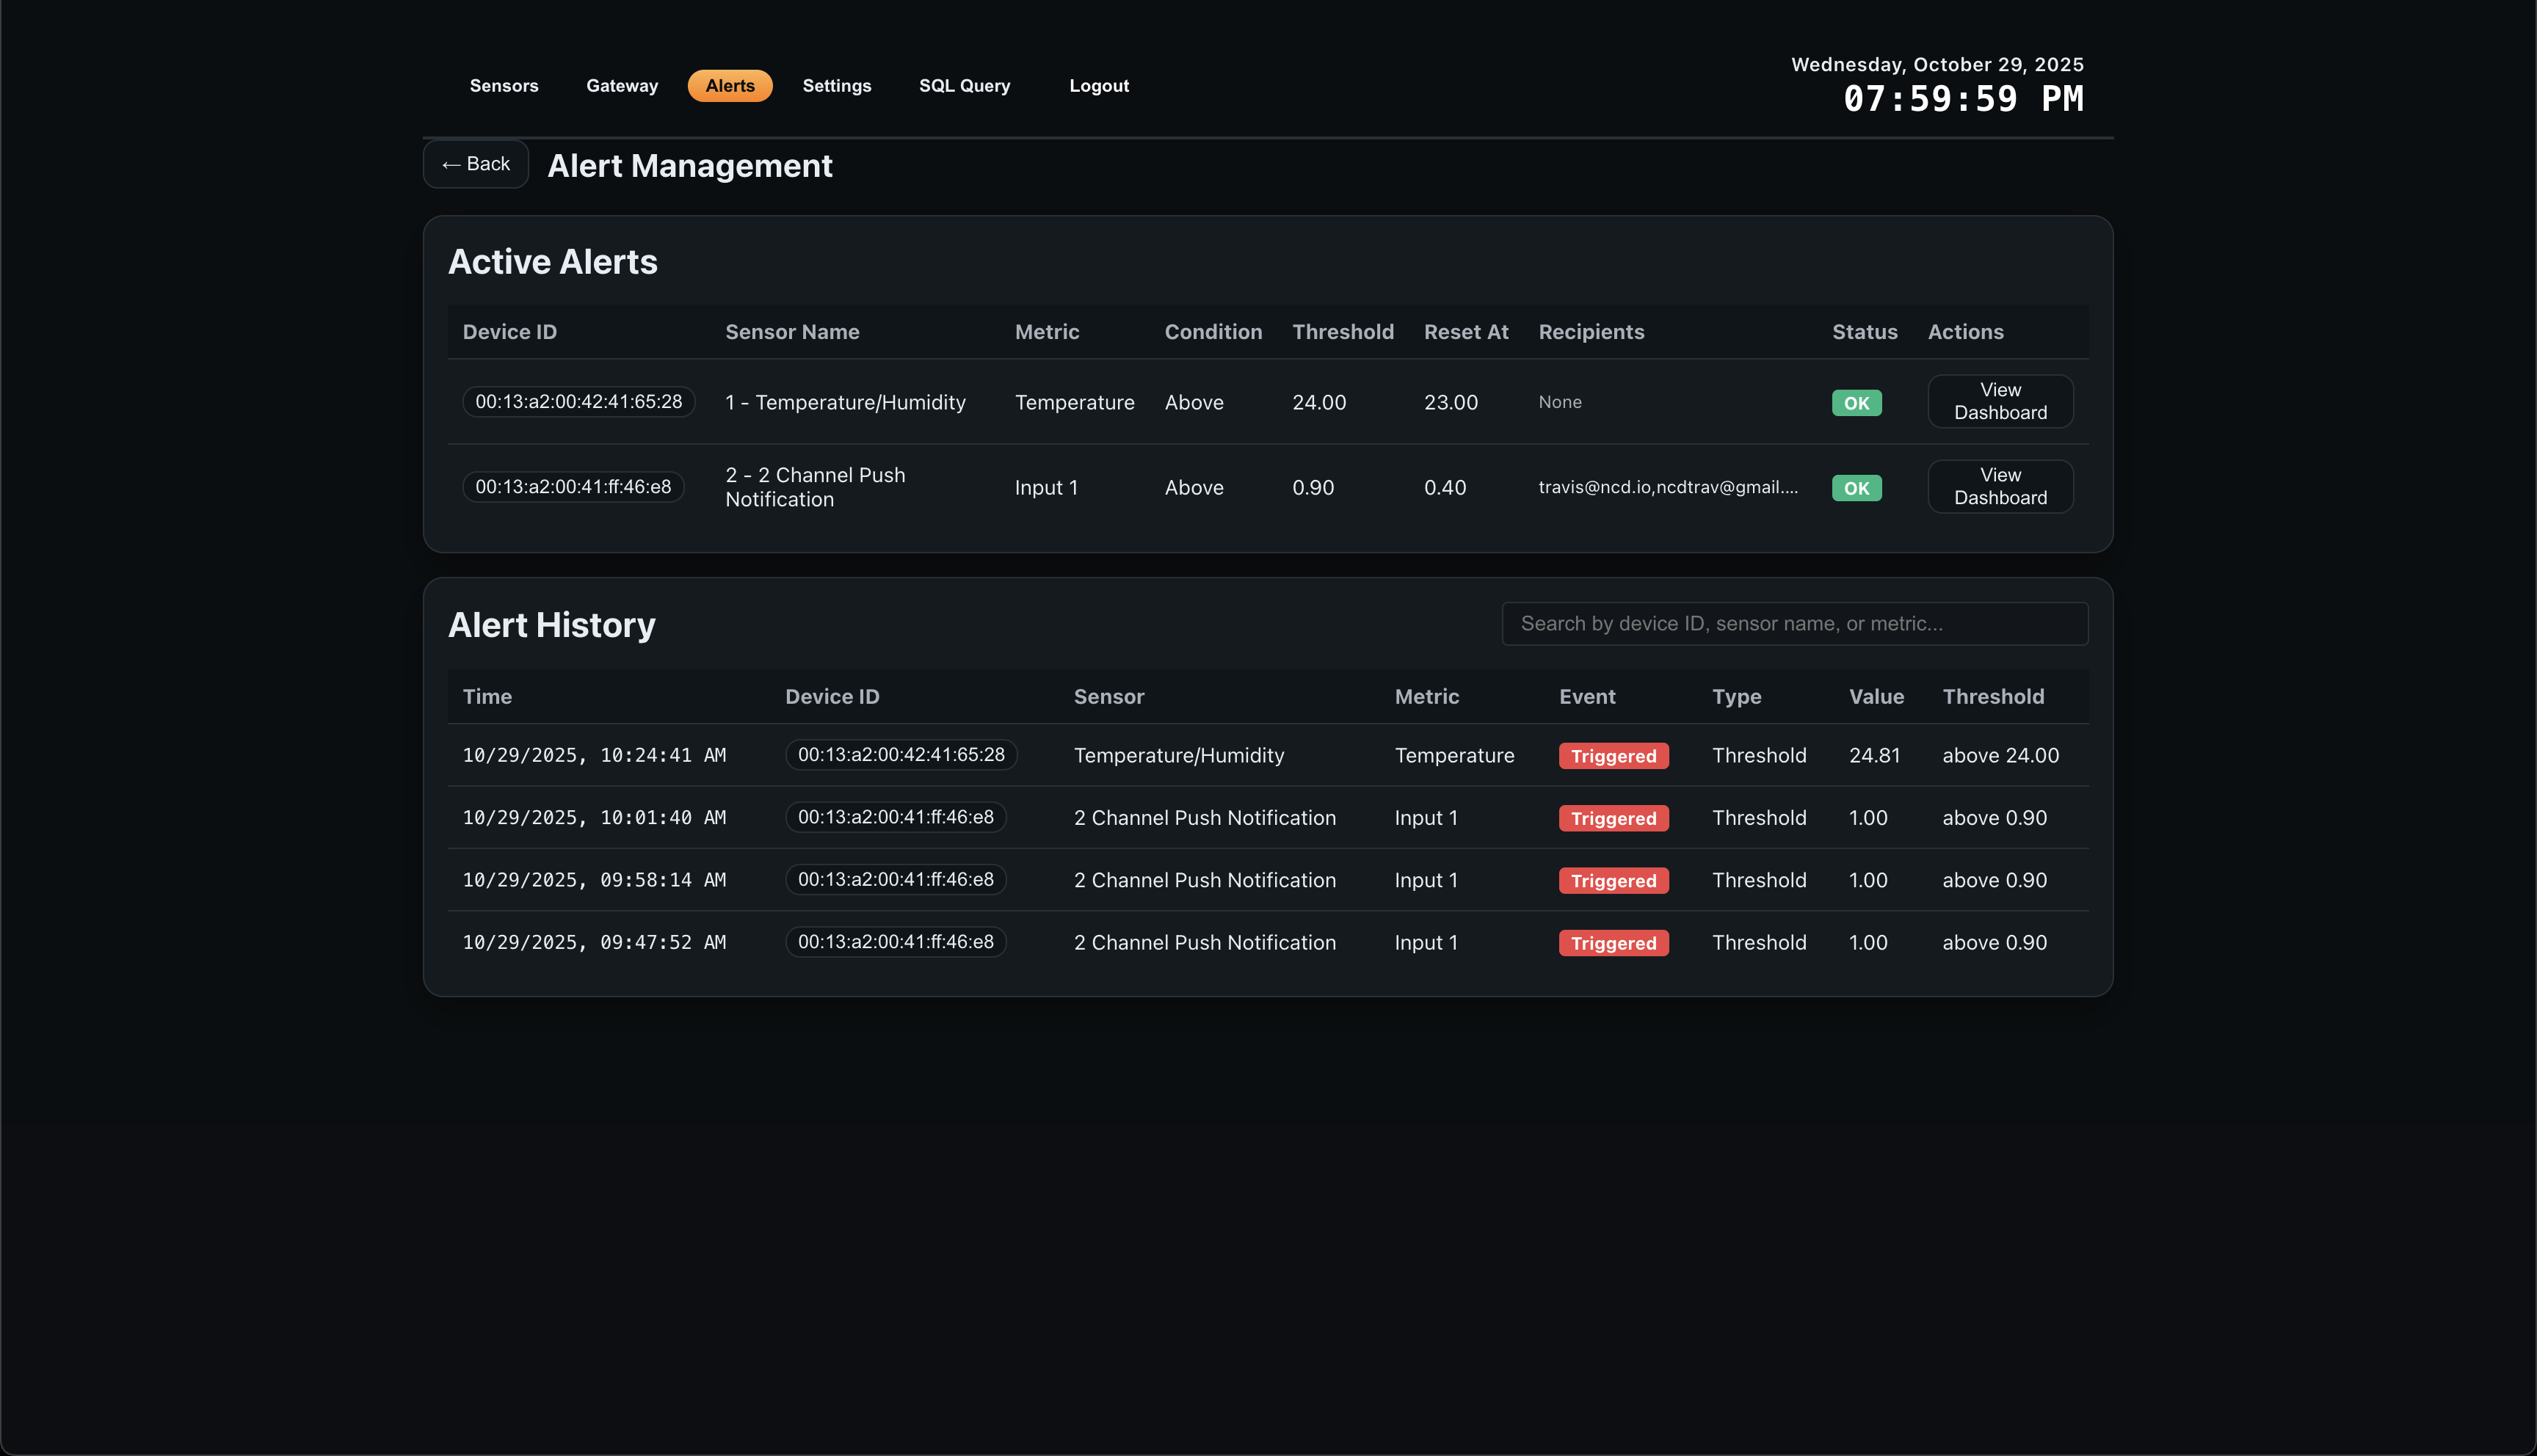 Sensors Gateway Alerts Settings SQL Query Logout
Wednesday, October 29, 2025
07:59:59 PM
← Back
Alert Management
Active Alerts
Device ID Sensor Name Metric Condition Threshold Reset At Recipients Status Actions
00:13:a2:00:42:41:65:28 1 - Temperature/Humidity Temperature Above 24.00 23.00 None OK View Dashboard
00:13:a2:00:41:ff:46:e8 2 - 2 Channel Push Notification Input 1 Above 0.90 0.40 travis@ncd.io,ncdtrav@gmail.... OK View Dashboard
Alert History
Search by device ID, sensor name, or metric...
Time Device ID Sensor Metric Event Type Value Threshold
10/29/2025, 10:24:41 AM 00:13:a2:00:42:41:65:28 Temperature/Humidity Temperature Triggered Threshold 24.81 above 24.00
10/29/2025, 10:01:40 AM 00:13:a2:00:41:ff:46:e8 2 Channel Push Notification Input 1 Triggered Threshold 1.00 above 0.90
10/29/2025, 09:58:14 AM 00:13:a2:00:41:ff:46:e8 2 Channel Push Notification Input 1 Triggered Threshold 1.00 above 0.90
10/29/2025, 09:47:52 AM 00:13:a2:00:41:ff:46:e8 2 Channel Push Notification Input 1 Triggered Threshold 1.00 above 0.90